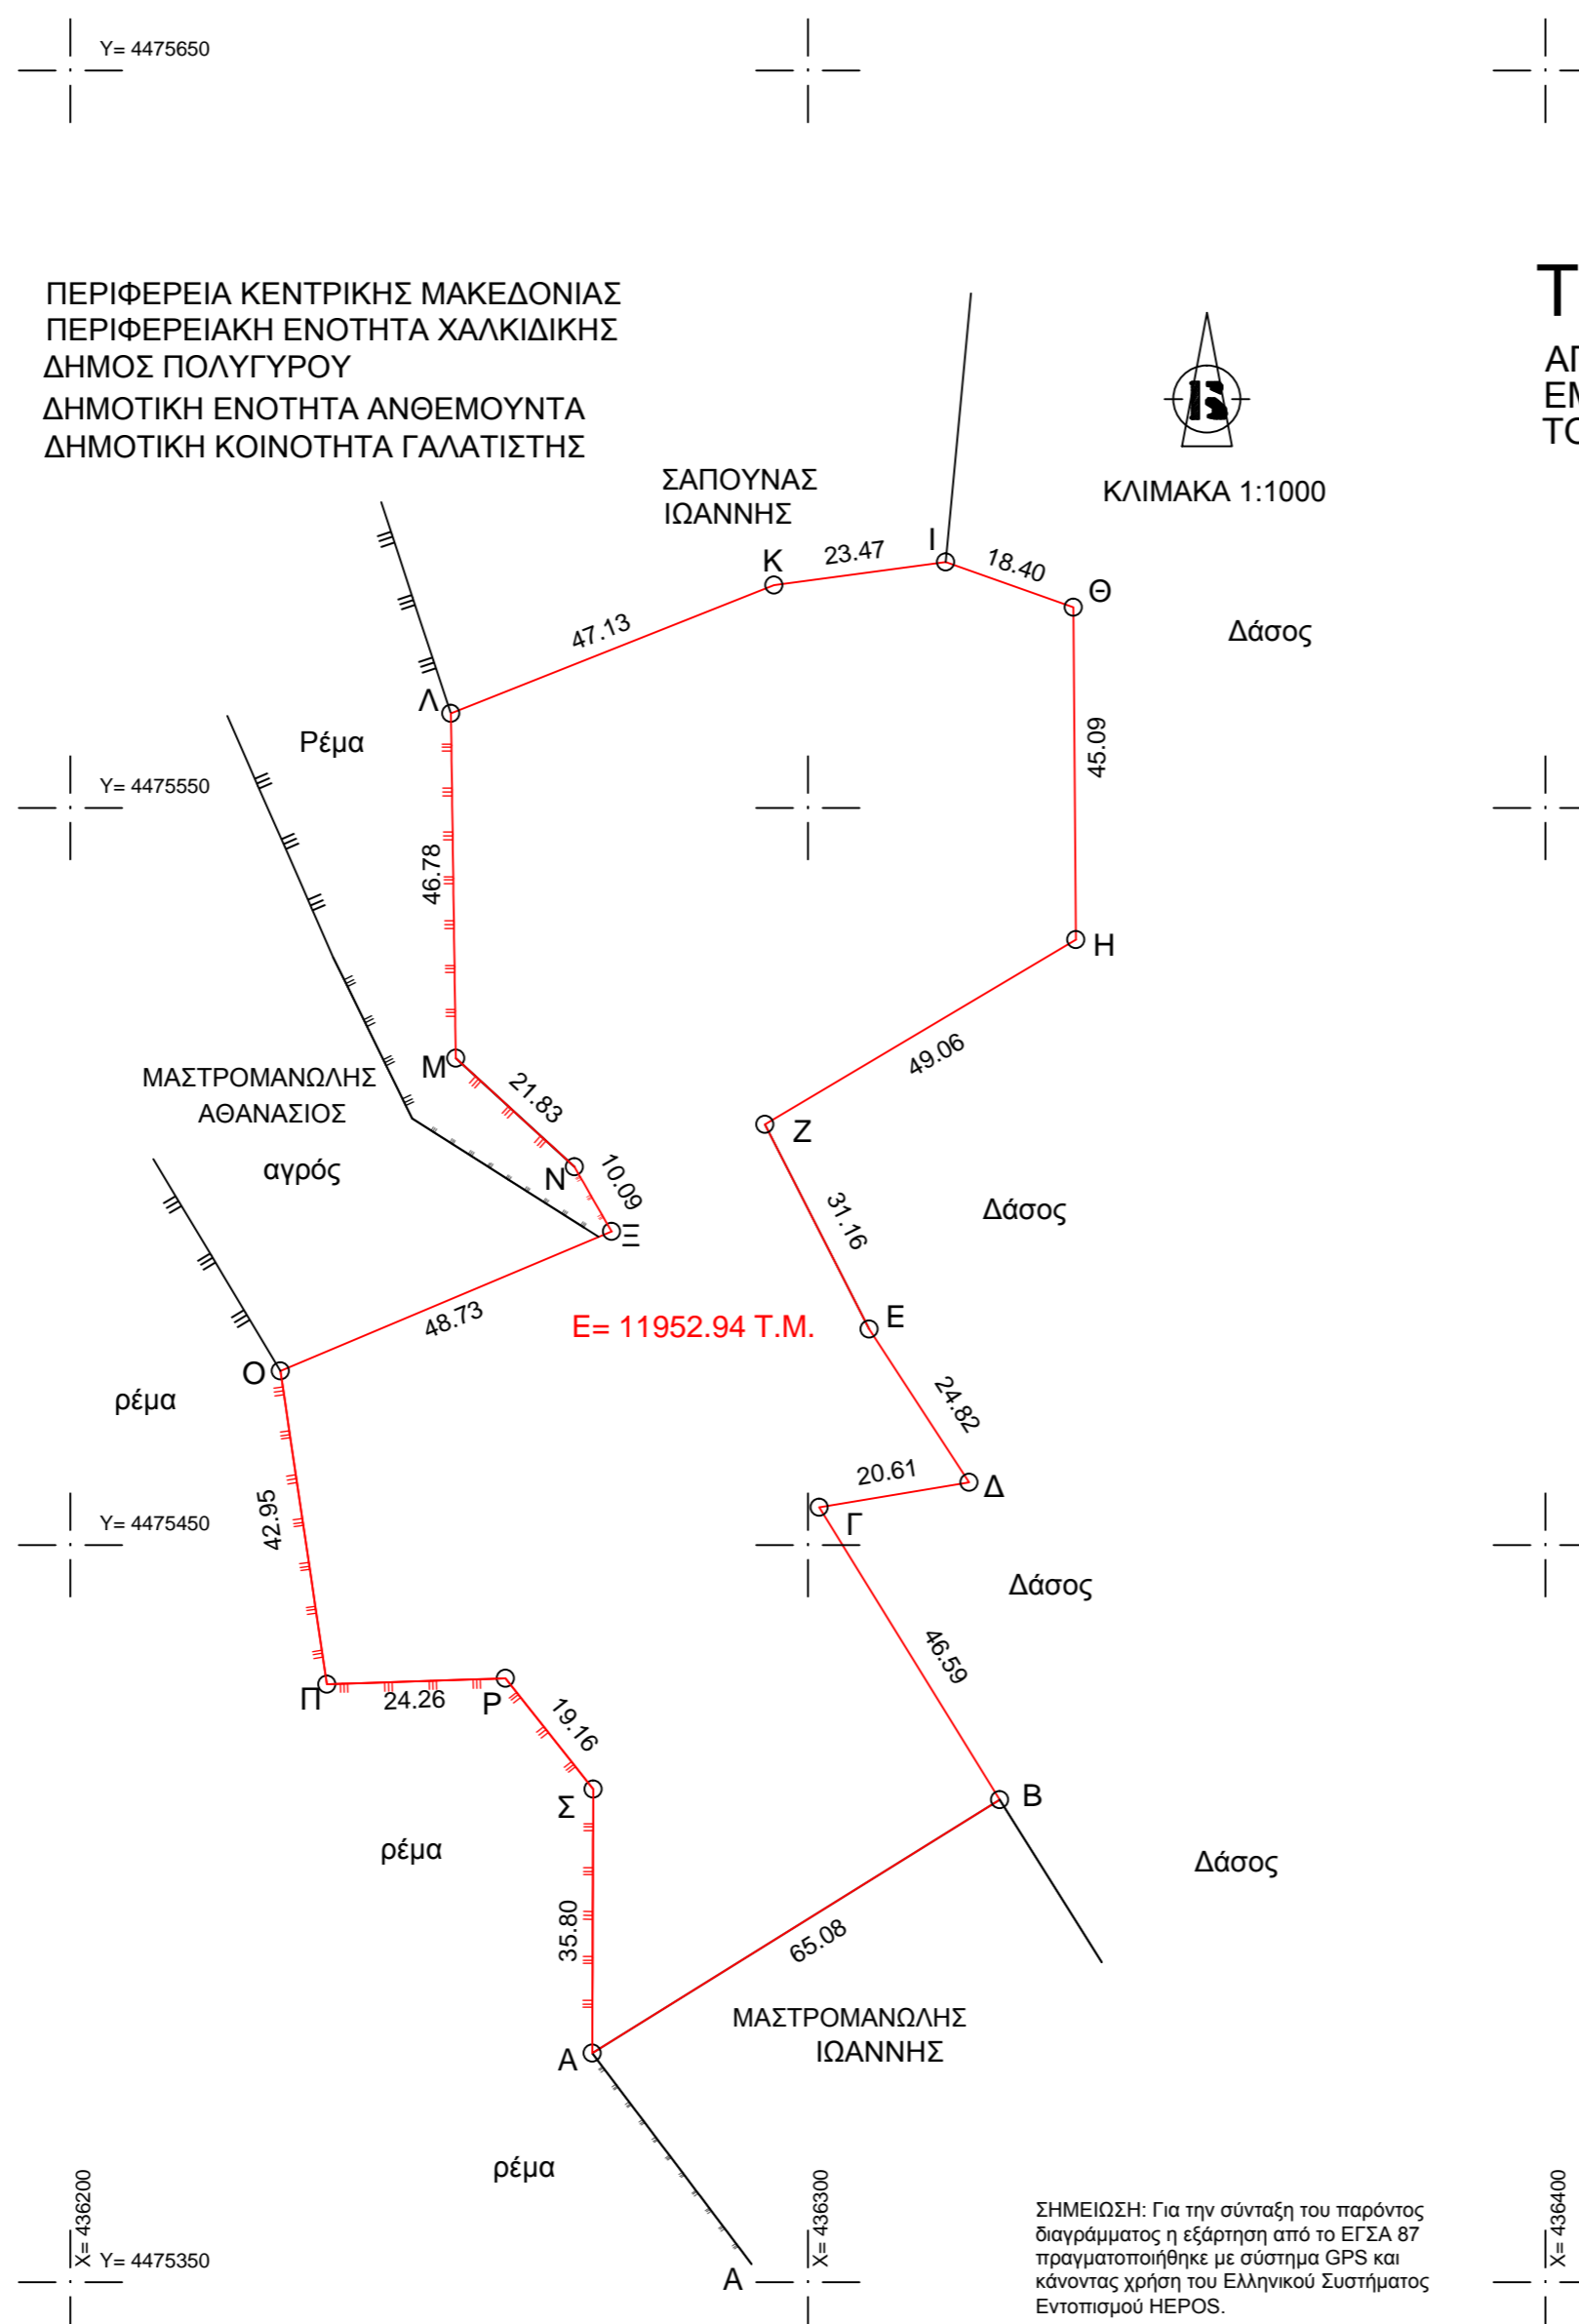 Y= 4475650
ΠΕΡΙΦΕΡΕΙΑ ΚΕΝΤΡΙΚΗΣ ΜΑΚΕΔΟΝΙΑΣ
ΠΕΡΙΦΕΡΕΙΑΚΗ ΕΝΟΤΗΤΑ ΧΑΛΚΙΔΙΚΗΣ
ΔΗΜΟΣ ΠΟΛΥΓΥΡΟΥ
ΔΗΜΟΤΙΚΗ ΕΝΟΤΗΤΑ ΑΝΘΕΜΟΥΝΤΑ
ΔΗΜΟΤΙΚΗ ΚΟΙΝΟΤΗΤΑ ΓΑΛΑΤΙΣΤΗΣ
Τ
ΕΜ
ΤΟ
ΚΛΙΜΑΚΑ 1:1000
ΣΑΠΟΥΝΑΣ
ΙΩΑΝΝΗΣ
Κ
23.47
Ι
18.40
Θ
47.13
Δάσος
Λ
Ρέμα
45.09
Y= 4475550
46.78
Η
49.06
Μ
21.83
ΜΑΣΤΡΟΜΑΝΩΛΗΣ
ΑΘΑΝΑΣΙΟΣ
αγρός
Ζ
Ν
10.09
Ξ
31.16
Δάσος
48.73
Ε= 11952.94 Τ.Μ.
Ε
Ο
ρέμα
24.82
20.61
Δ
Γ
42.95
Y= 4475450
Δάσος
46.59
Π
24.26
Ρ
19.16
Σ
Β
ρέμα
Δάσος
35.80
65.08
ΜΑΣΤΡΟΜΑΝΩΛΗΣ
ΙΩΑΝΝΗΣ
Α
ρέμα
Α
X= 436200
Y= 4475350
X= 436300
X= 436400
ΣΗΜΕΙΩΣΗ: Για την σύνταξη του παρόντος
διαγράμματος η εξάρτηση από το ΕΓΣΑ 87
πραγματοποιήθηκε με σύστημα GPS και
κάνοντας χρήση του Ελληνικού Συστήματος
Εντοπισμού HEPOS.